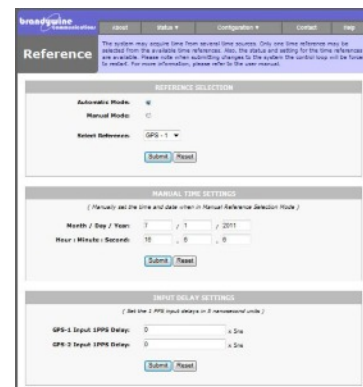 brandywine
communications
About
Status ▼
Configuration ▼
Contact
Help
Reference
The system may acquire time from several time sources. Only one time reference may be
selected from the available time references. Also, the status and setting for the time references
are available. Please note when submitting changes to the system the control loop will be force
to restart. For more information, please refer to the user manual.
REFERENCE SELECTION
Automatic Mode:
Manual Mode:
Select Reference: GPS - 1
Submit Reset
MANUAL TIME SETTINGS
( Manually set the time and date when in Manual Reference Selection Mode )
Month / Day / Year: 7 / 1 / 2011
Hour : Minute : Second: 18 : 8 : 8
Submit Reset
INPUT DELAY SETTINGS
( Set the 1 PPS input delays in 5 nanosecond units )
GPS-1 Input 1PPS Delay: 0 x 5ns
GPS-2 Input 1PPS Delay: 0 x 5ns
Submit Reset